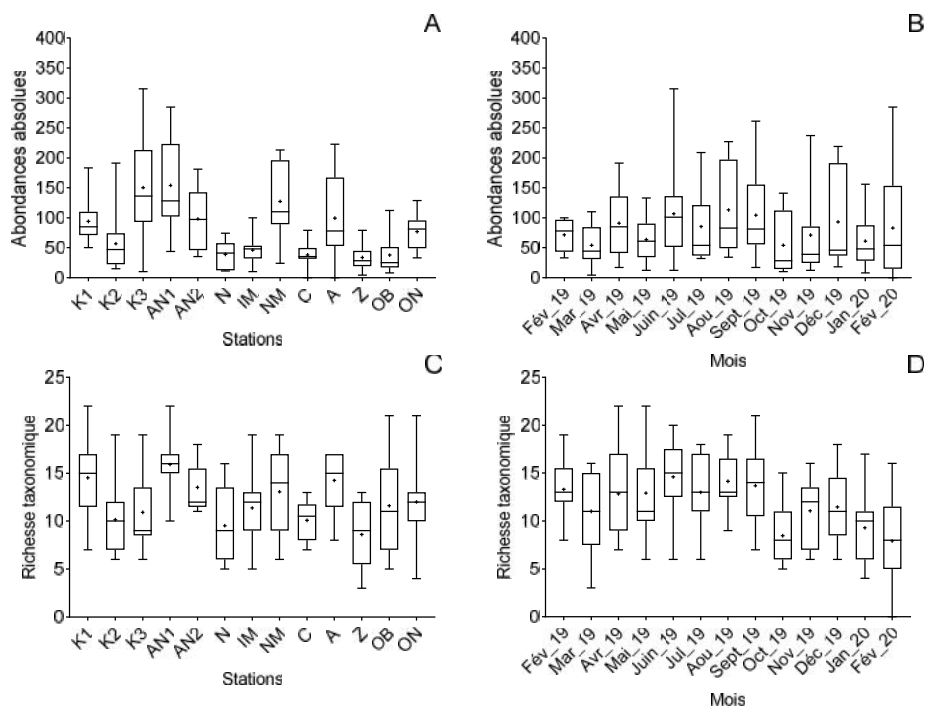 A
B
400
350
300
250
200
150
100
50
0
Abondances absolues
K1 K2 K3 AN1 AN2 N IM NM C A Z OB ON
Stations
400
350
300
250
200
150
100
50
0
Abondances absolues
Fév_19 Mar_19 Avr_19 Mai_19 Juin_19 Jul_19 Aou_19 Sept_19 Oct_19 Nov_19 Déc_19 Jan_20 Fév_20
Mois
C
D
25
20
15
10
5
0
Richesse taxonomique
K1 K2 K3 AN1 AN2 N IM NM C A Z OB ON
Stations
25
20
15
10
5
0
Richesse taxonomique
Fév_19 Mar_19 Avr_19 Mai_19 Juin_19 Jul_19 Aou_19 Sept_19 Oct_19 Nov_19 Déc_19 Jan_20 Fév_20
Mois